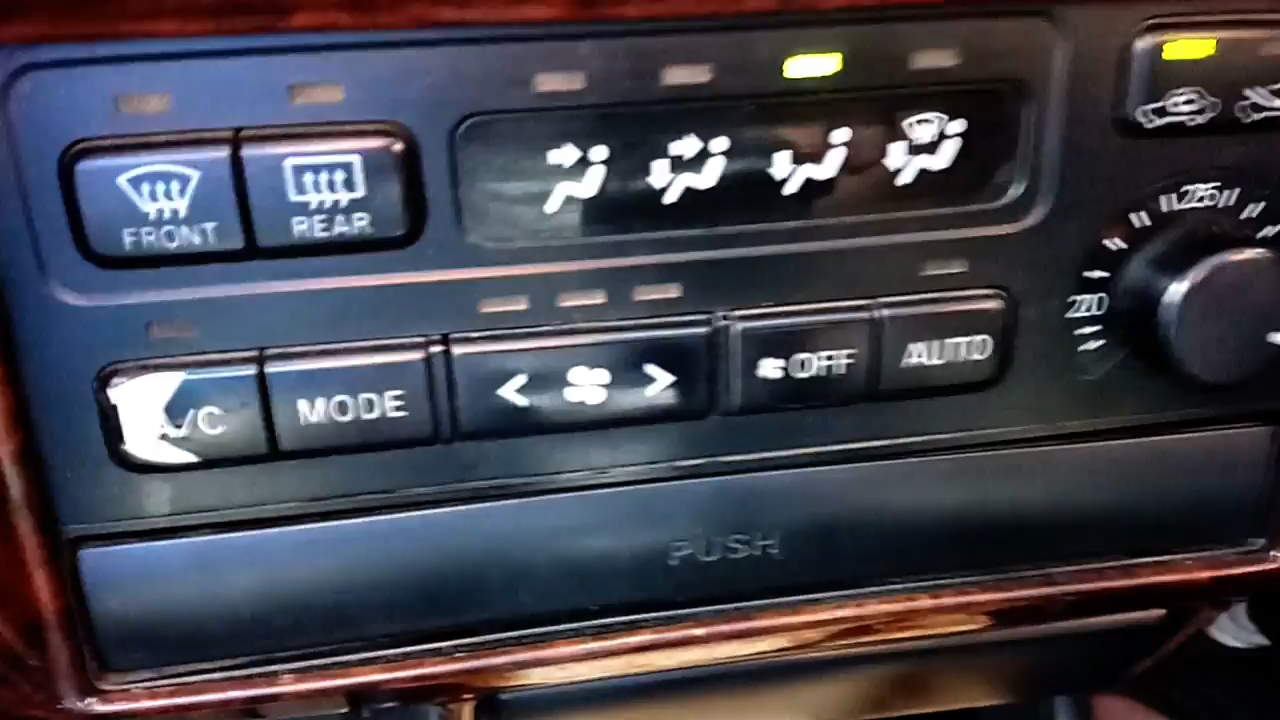 FRONT
REAR
A/C
MODE
< >
OFF
AUTO
PUSH